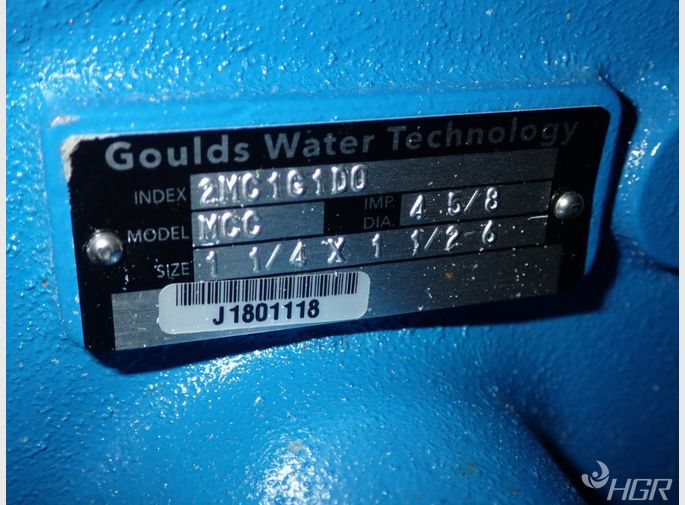 Goulds Water Technology
INDEX 2MC1G1D0
MODEL MCC IMP. DIA. 4 5/8
SIZE 1 1/4 X 1 1/2 6
J1801118
HGR